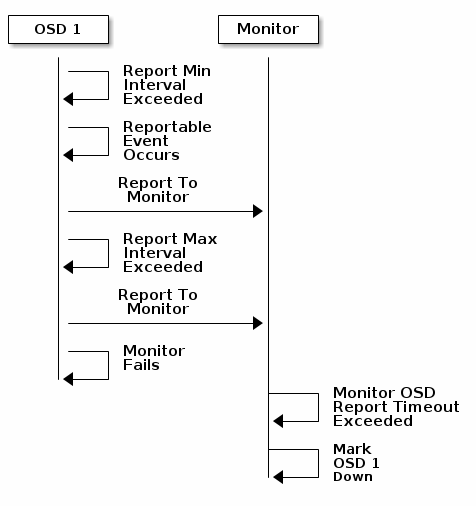 OSD 1
Monitor
Report Min
Interval
Exceeded
Reportable
Event
Occurs
Report To
Monitor
Report Max
Interval
Exceeded
Report To
Monitor
Monitor
Fails
Monitor OSD
Report Timeout
Exceeded
Mark
OSD 1
Down